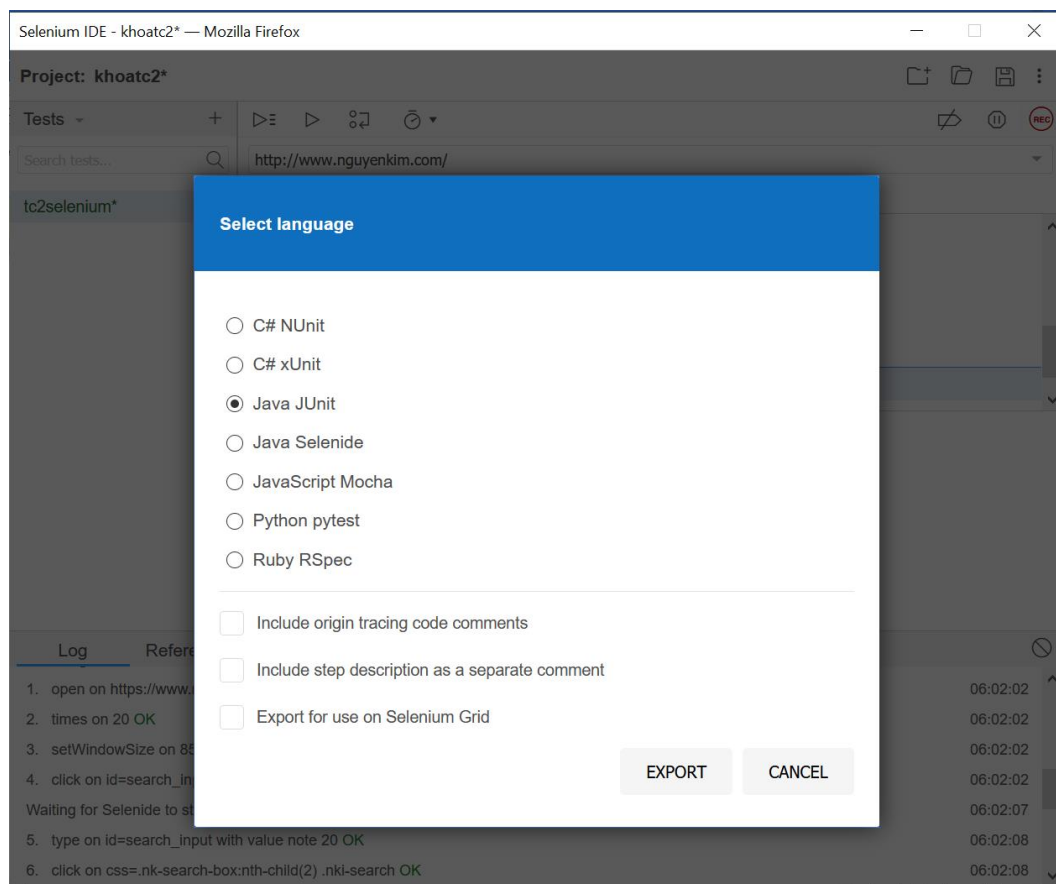 Selenium IDE - khoatc2* — Mozilla Firefox
Project: khoatc2*
Tests
REC
Search tests...
http://www.nguyenkim.com/
tc2selenium*
Select language
C# NUnit
C# xUnit
Java JUnit
Java Selenide
JavaScript Mocha
Python pytest
Ruby RSpec
Include origin tracing code comments
Include step description as a separate comment
Export for use on Selenium Grid
EXPORT CANCEL
Log
1. open on https://www. 06:02:02
2. times on 20 OK 06:02:02
3. setWindowSize on 06:02:02
4. click on 06:02:02
Waiting for Selenide to 06:02:07
5. type on id=search_input with value note 20 OK 06:02:08
6. click on css=.nk-search-box:nth-child(2) .nki-search OK 06:02:08